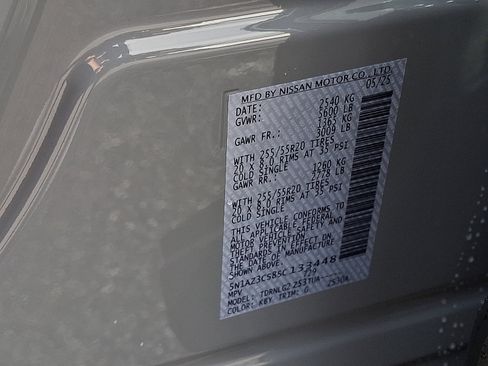 MFD BY NISSAN MOTOR CO., LTD.
DATE: 05/25
GVWR: 2540 KG
5600 LB
GAWR FR.: 1365 KG
3009 LB
WITH 255/55R20 TIRES
20 X 8.0 RIMS AT 35 PSI
COLD SINGLE
GAWR RR.: 1260 KG
2778 LB
WITH 255/55R20 TIRES
20 X 8.0 RIMS AT 35 PSI
COLD SINGLE
THIS VEHICLE CONFORMS TO
ALL APPLICABLE FEDERAL
MOTOR VEHICLE SAFETY AND
THEFT PREVENTION
STANDARDS IN EFFECT ON
THE DATE OF MANUFACTURE
SHOWN ABOVE.
133448
MPV
MODEL:
COLOR: KBY TRIM: G